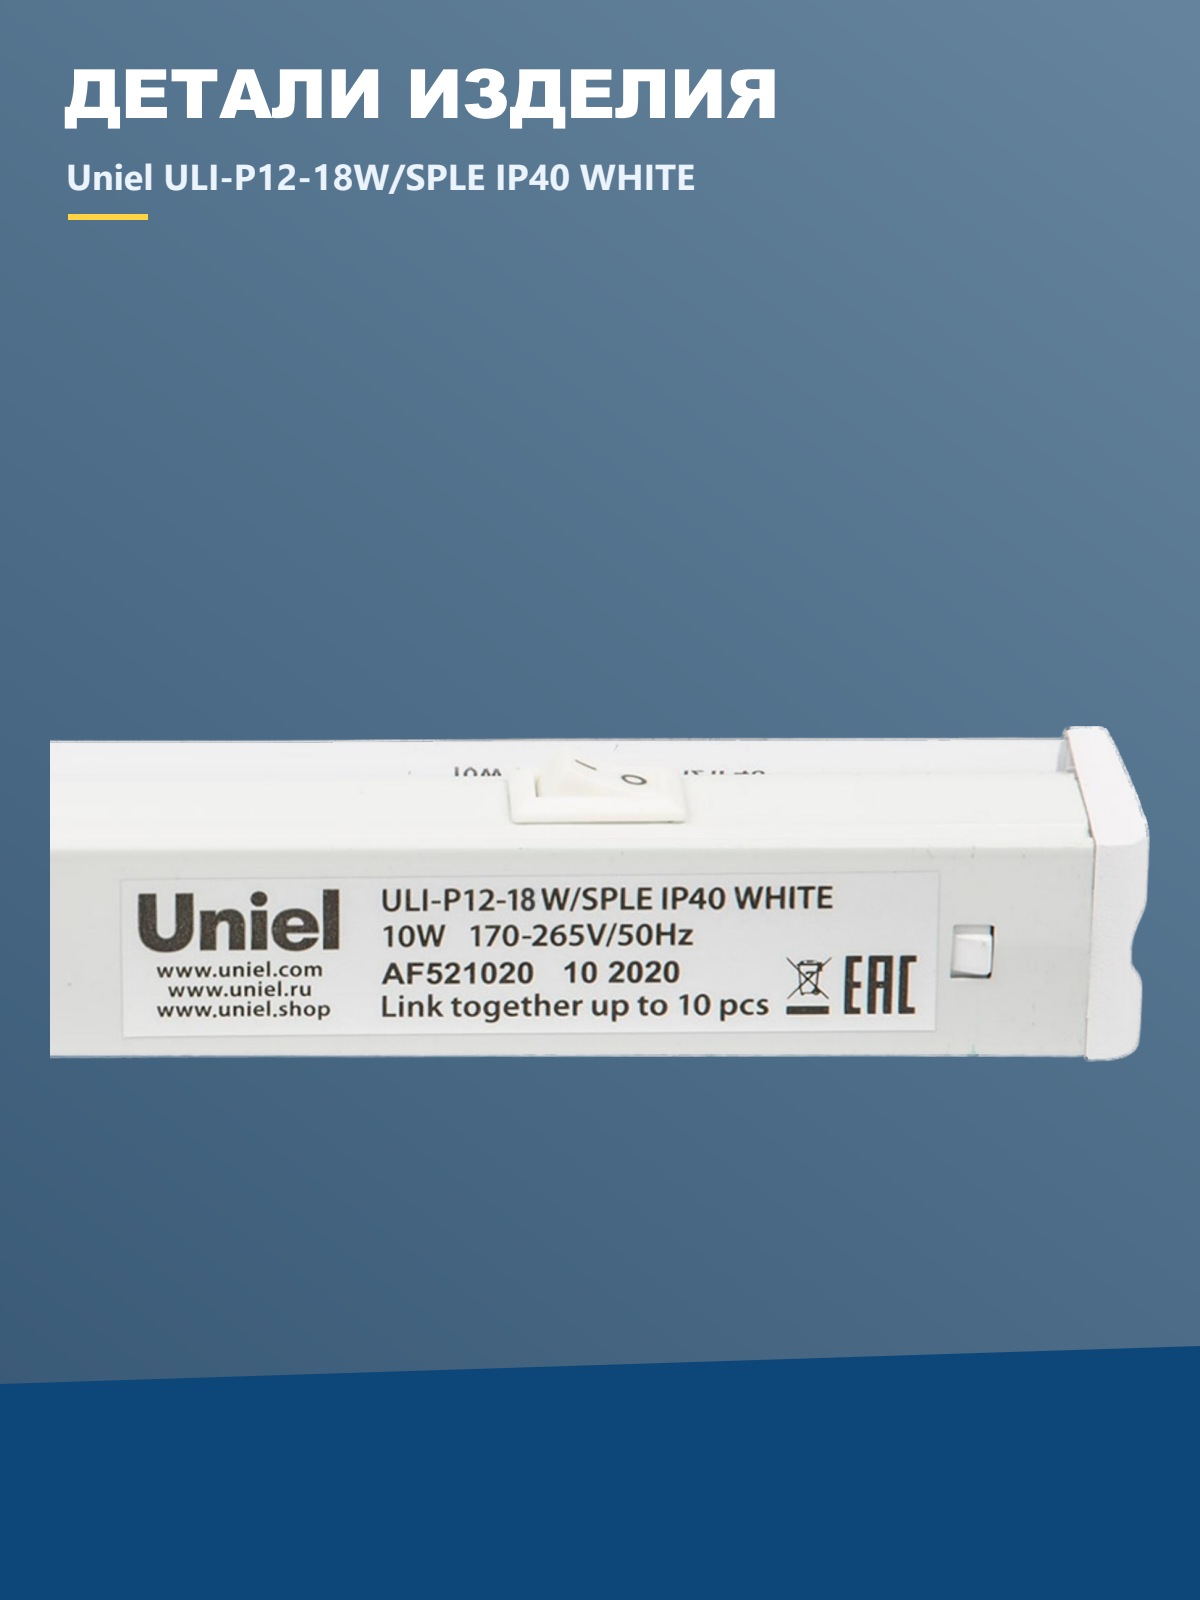 ДЕТАЛИ ИЗДЕЛИЯ
Uniel ULI-P12-18W/SPLE IP40 WHITE
Uniel
www.uniel.com
www.uniel.ru
www.uniel.shop
ULI-P12-18 W/SPLE IP40 WHITE
10W 170-265V/50Hz
AF521020 10 2020
Link together up to 10 pcs
EAC